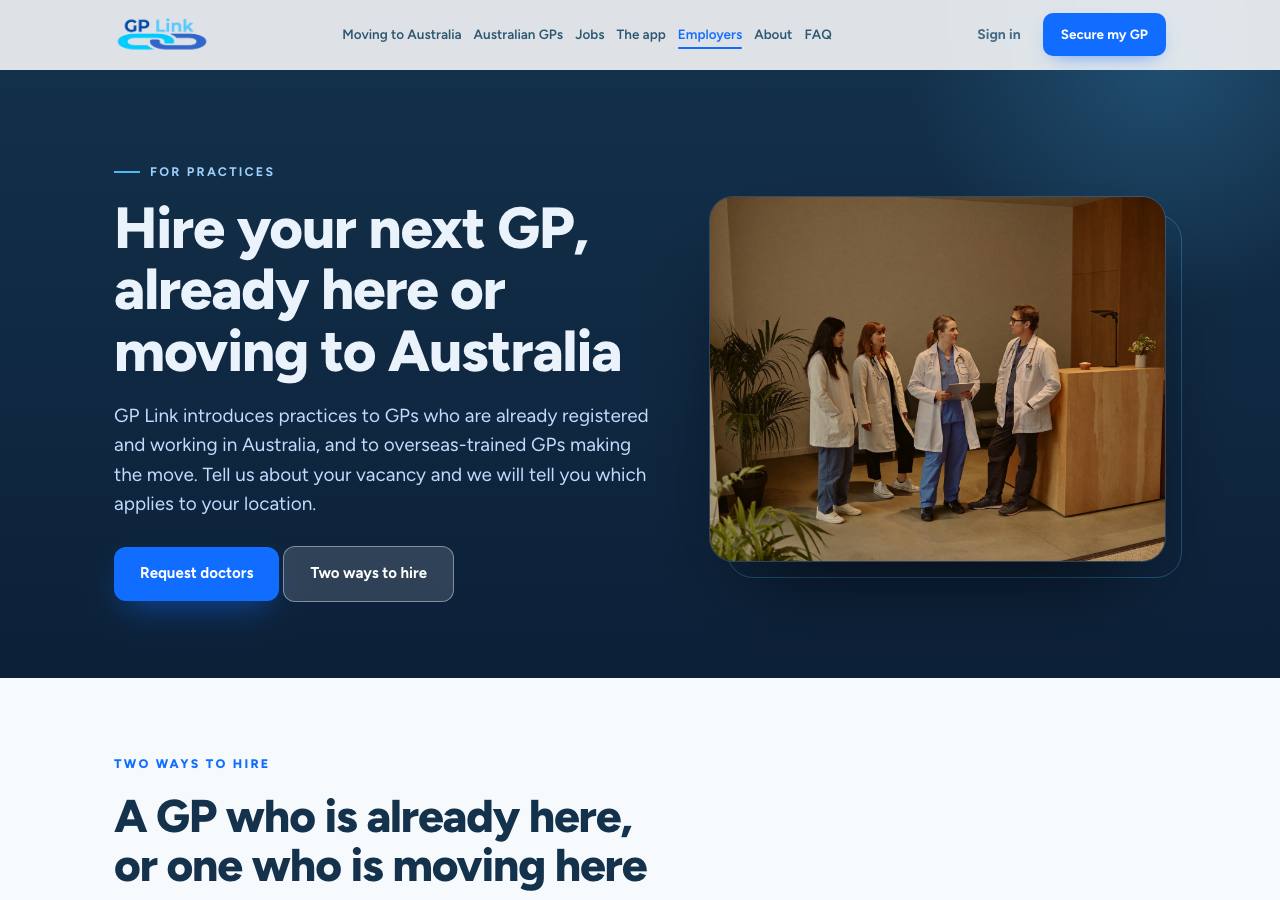 GP Link
Moving to Australia
Australian GPs
Jobs
The app
Employers
About
FAQ
Sign in
Secure my GP
FOR PRACTICES
Hire your next GP,
already here or
moving to Australia
GP Link introduces practices to GPs who are already registered
and working in Australia, and to overseas-trained GPs making
the move. Tell us about your vacancy and we will tell you which
applies to your location.
Request doctors
Two ways to hire
TWO WAYS TO HIRE
A GP who is already here,
or one who is moving here